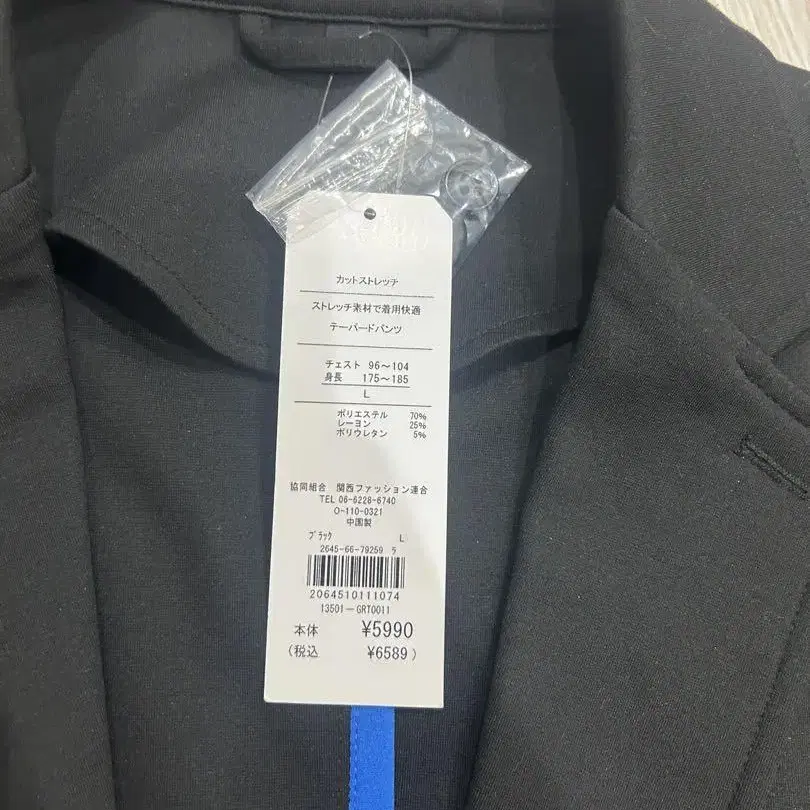 カットストレッチ
ストレッチ素材で着用快適
テーパードパンツ
チェスト 96～104
身長 175～185
L
ポリエステル 70%
レーヨン 25%
ポリウレタン 5%
協同組合 関西ファッション連合
TEL 06-6228-6740
O-110-0321
中国製
ブラック L
2645-66-79259 ラ
2064510111074
13501－GRT0011
本体 ¥5990
(税込 ¥6589)